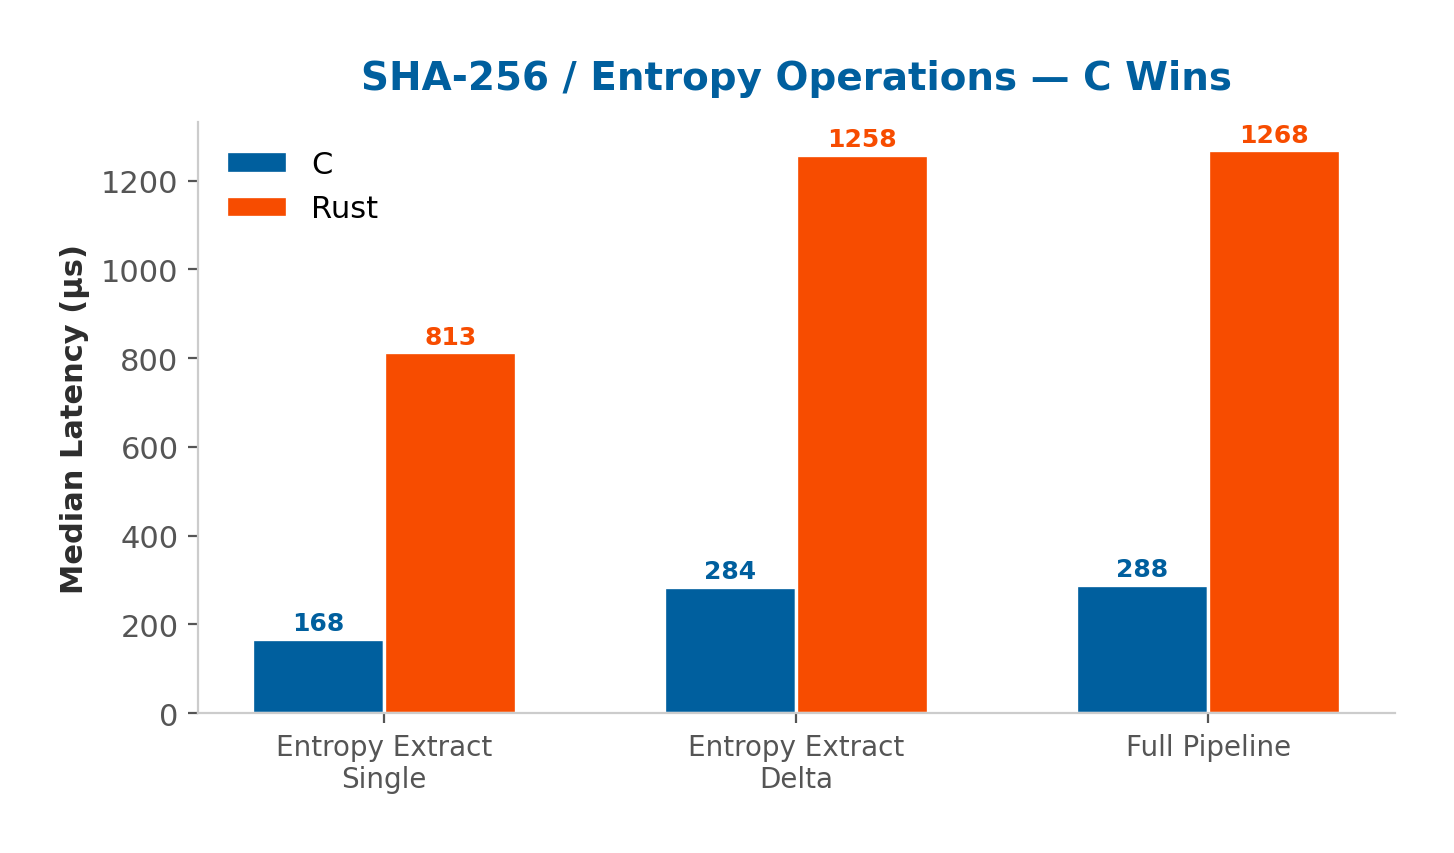 SHA-256 / Entropy Operations — C Wins
C
Rust
Median Latency (µs)
1200
1000
800
600
400
200
0
168
813
284
1258
288
1268
Entropy Extract
Single
Entropy Extract
Delta
Full Pipeline